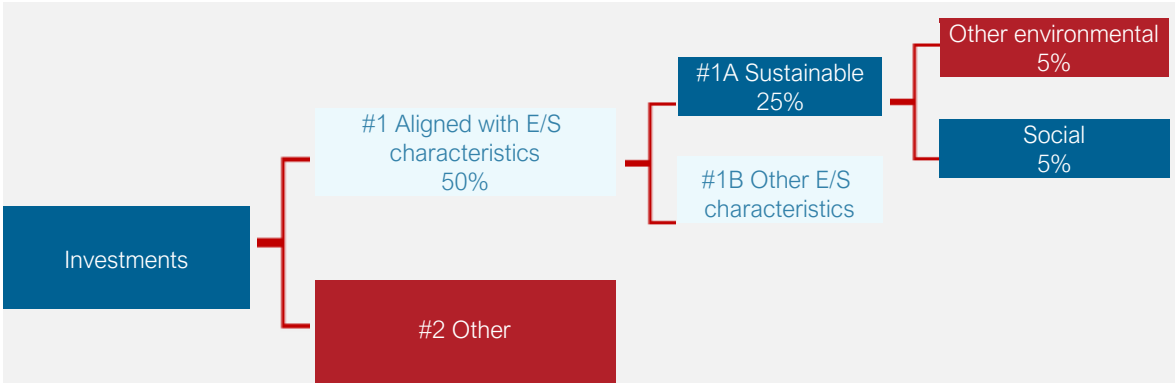 Investments
#1 Aligned with E/S
characteristics
50%
#2 Other
#1A Sustainable
25%
#1B Other E/S
characteristics
Other environmental
5%
Social
5%